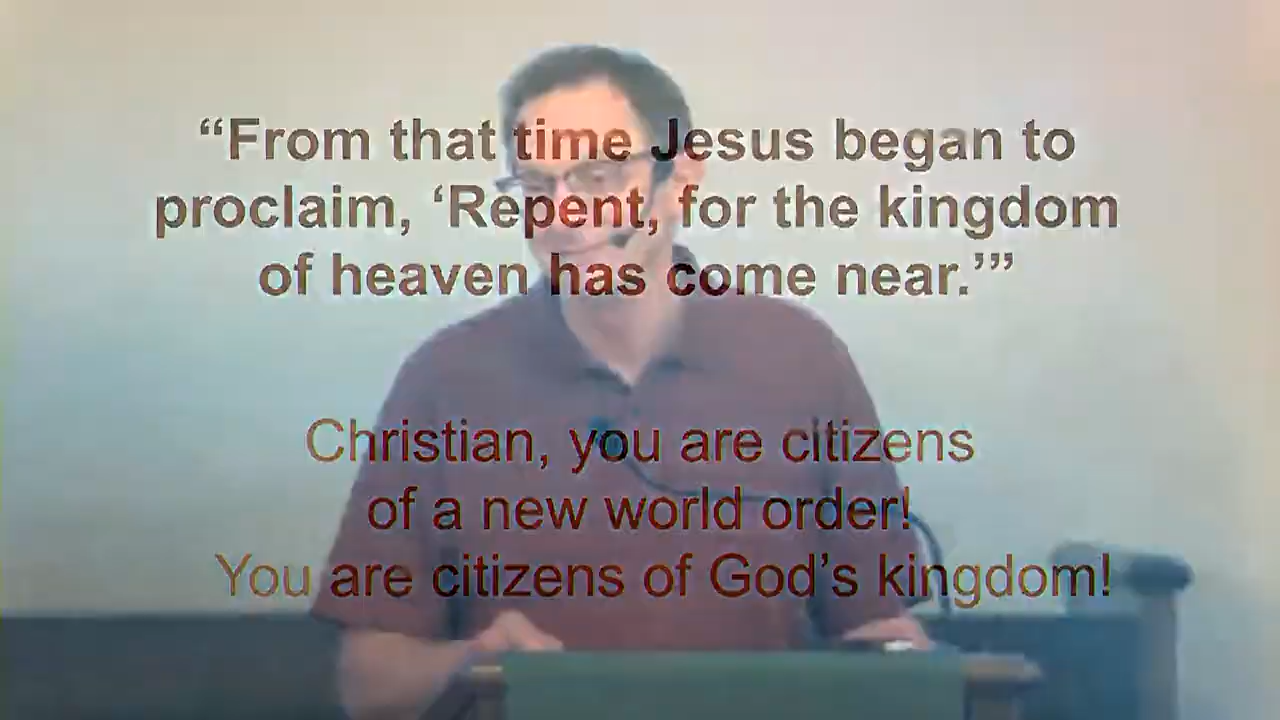 “From that time Jesus began to
proclaim, ‘Repent, for the kingdom
of heaven has come near.’”
Christian, you are citizens
of a new world order!
You are citizens of God’s kingdom!